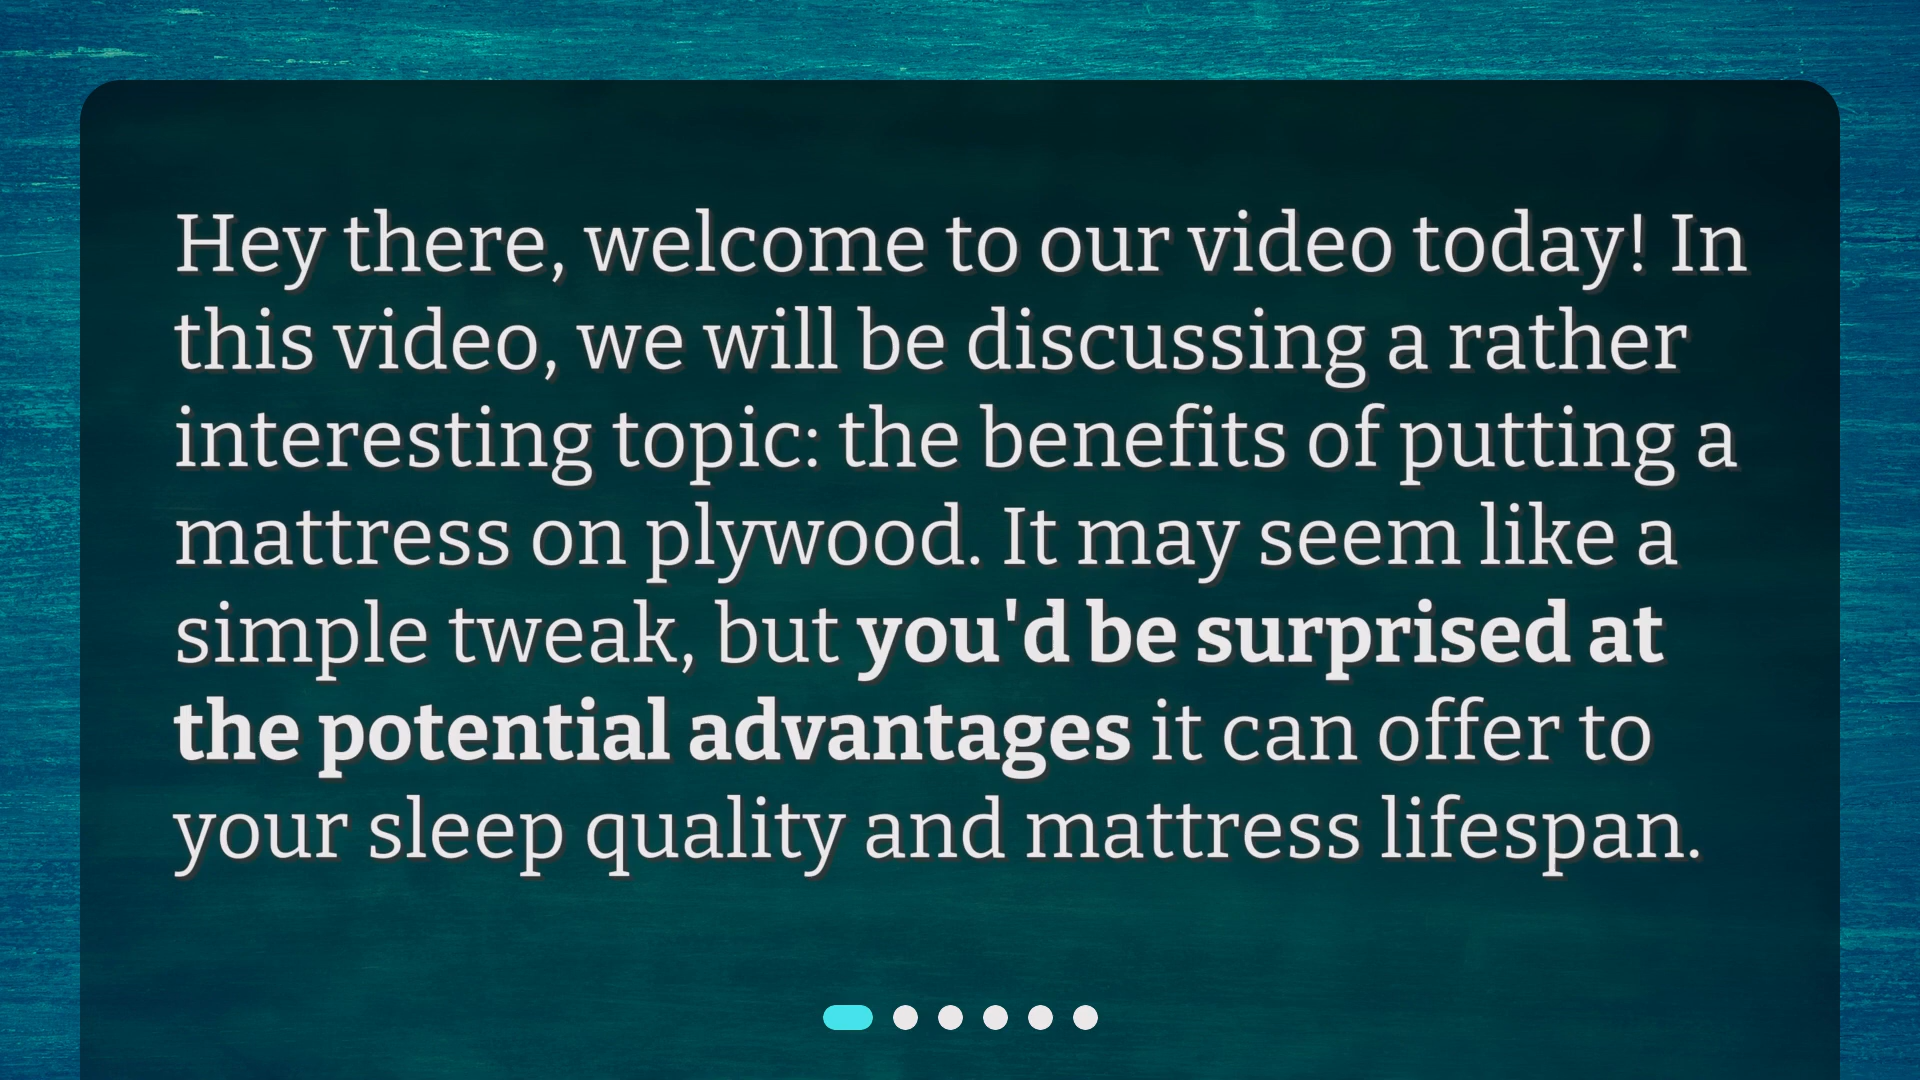 Hey there, welcome to our video today! In
this video, we will be discussing a rather
interesting topic: the benefits of putting a
mattress on plywood. It may seem like a
simple tweak, but you'd be surprised at
the potential advantages it can offer to
your sleep quality and mattress lifespan.